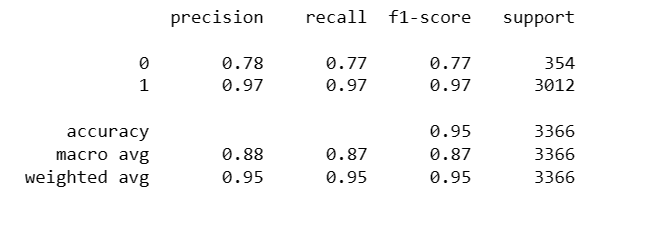 precision recall f1-score support
0 0.78 0.77 0.77 354
1 0.97 0.97 0.97 3012
accuracy 0.95 3366
macro avg 0.88 0.87 0.87 3366
weighted avg 0.95 0.95 0.95 3366